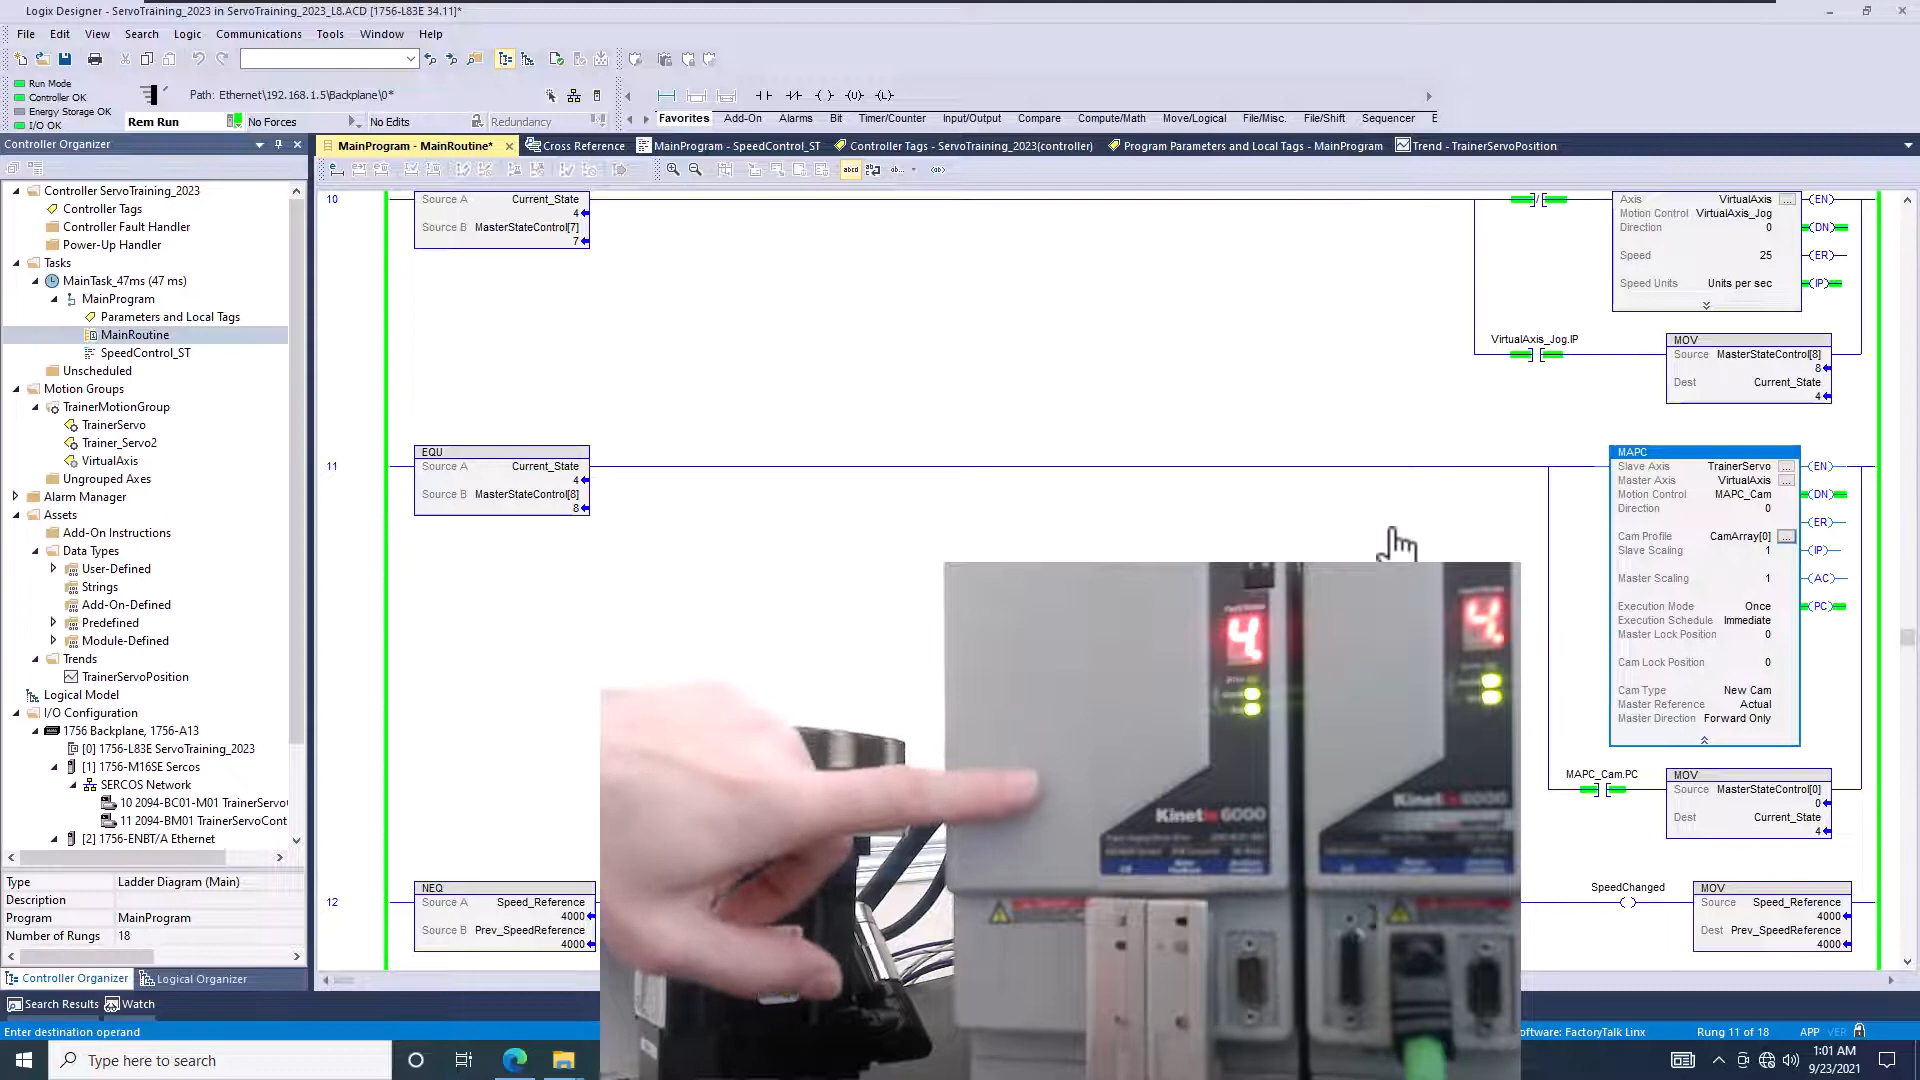 Logix Designer - ServoTraining_2023 in ServoTraining_2023_L8.ACD [1756-L83E 34.11]*
File Edit View Search Logic Communications Tools Window Help
Run Mode
Controller OK
Energy Storage OK
I/O OK
Path: Ethernet\192.168.1.5\Backplane\0*
Rem Run
No Forces
No Edits
Redundancy
Favorites Add-On Alarms Bit Timer/Counter Input/Output Compare Compute/Math Move/Logical File/Misc. File/Shift Sequencer E
Controller Organizer
MainProgram - MainRoutine*
Cross Reference
MainProgram - SpeedControl_ST
Controller Tags - ServoTraining_2023(controller)
Program Parameters and Local Tags - MainProgram
Trend - TrainerServoPosition
Controller ServoTraining_2023
Controller Tags
Controller Fault Handler
Power-Up Handler
Tasks
MainTask_47ms (47 ms)
MainProgram
Parameters and Local Tags
MainRoutine
SpeedControl_ST
Unscheduled
Motion Groups
TrainerMotionGroup
TrainerServo
Trainer_Servo2
VirtualAxis
Ungrouped Axes
Alarm Manager
Assets
Add-On Instructions
Data Types
User-Defined
Strings
Add-On-Defined
Predefined
Module-Defined
Trends
TrainerServoPosition
Logical Model
I/O Configuration
1756 Backplane, 1756-A13
[0] 1756-L83E ServoTraining_2023
[1] 1756-M16SE Sercos
SERCOS Network
10 2094-BC01-M01 TrainerServo
11 2094-BM01 TrainerServoCont
[2] 1756-ENBT/A Ethernet
Type Ladder Diagram (Main)
Description
Program MainProgram
Number of Rungs 18
Controller Organizer
Logical Organizer
Search Results
Watch
Enter destination operand
10
Source A Current_State
4
Source B MasterStateControl[7]
7
Axis VirtualAxis ...
Motion Control VirtualAxis_Jog
Direction 0
Speed 25
Speed Units Units per sec
EN
DN
ER
IP
VirtualAxis_Jog.IP
MOV
Source MasterStateControl[8]
8
Dest Current_State
4
11
EQU
Source A Current_State
4
Source B MasterStateControl[8]
8
MAPC
Slave Axis TrainerServo ...
Master Axis VirtualAxis ...
Motion Control MAPC_Cam
Direction 0
Cam Profile CamArray[0] ...
Slave Scaling 1
Master Scaling 1
Execution Mode Once
Execution Schedule Immediate
Master Lock Position 0
Cam Lock Position 0
Cam Type New Cam
Master Reference Actual
Master Direction Forward Only
EN
DN
ER
IP
AC
PC
MAPC_Cam.PC
MOV
Source MasterStateControl[0]
0
Dest Current_State
4
12
NEQ
Source A Speed_Reference
4000
Source B Prev_SpeedReference
4000
SpeedChanged
MOV
Source Speed_Reference
4000
Dest Prev_SpeedReference
4000
4.
4.
Kinetix 6000
Kinetix 6000
oftware: FactoryTalk Linx
Rung 11 of 18
APP
VER
Type here to search
1:01 AM
9/23/2021